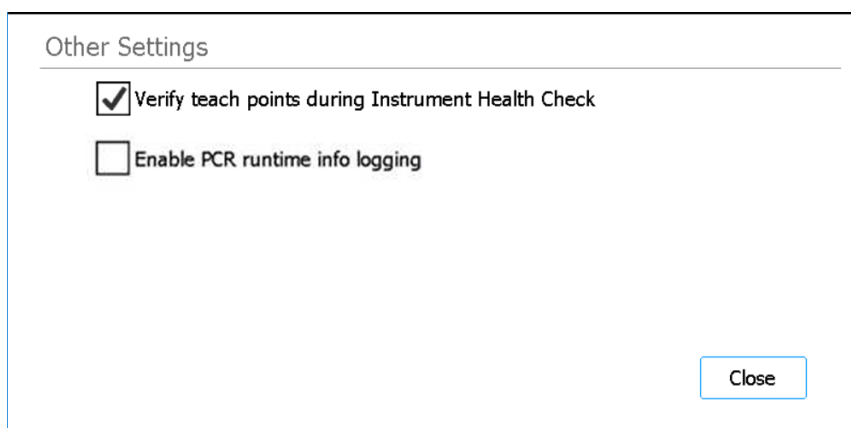 Other Settings
Verify teach points during Instrument Health Check
Enable PCR runtime info logging
Close